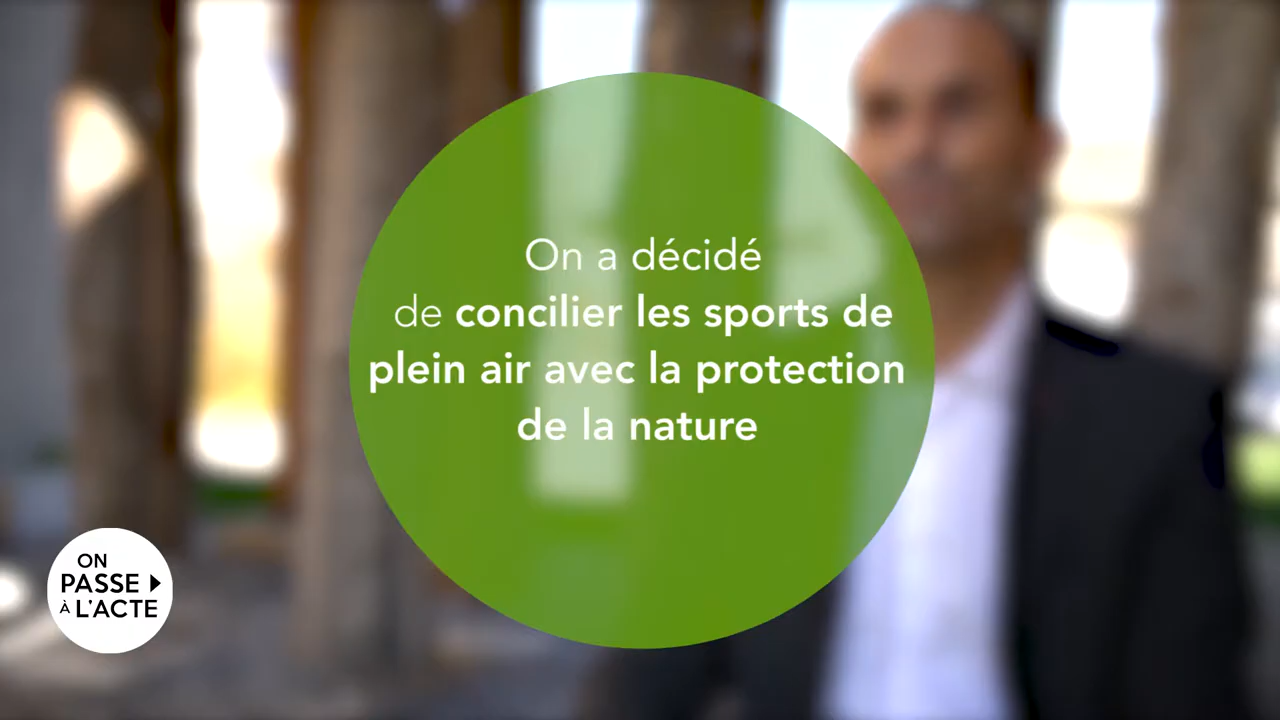 On a décidé
de concilier les sports de
plein air avec la protection
de la nature
ON
PASSE
À L'ACTE